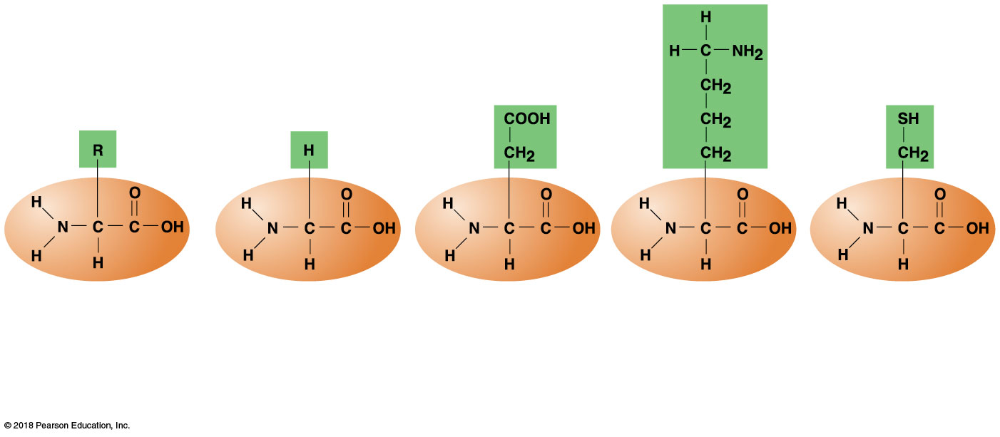 R
H
N — C — C — OH
O
H
H
H
H
N — C — C — OH
O
H
H
COOH
CH2
H
N — C — C — OH
O
H
H
H
H — C — NH2
CH2
CH2
CH2
H
N — C — C — OH
O
H
H
SH
CH2
H
N — C — C — OH
O
H
H
© 2018 Pearson Education, Inc.